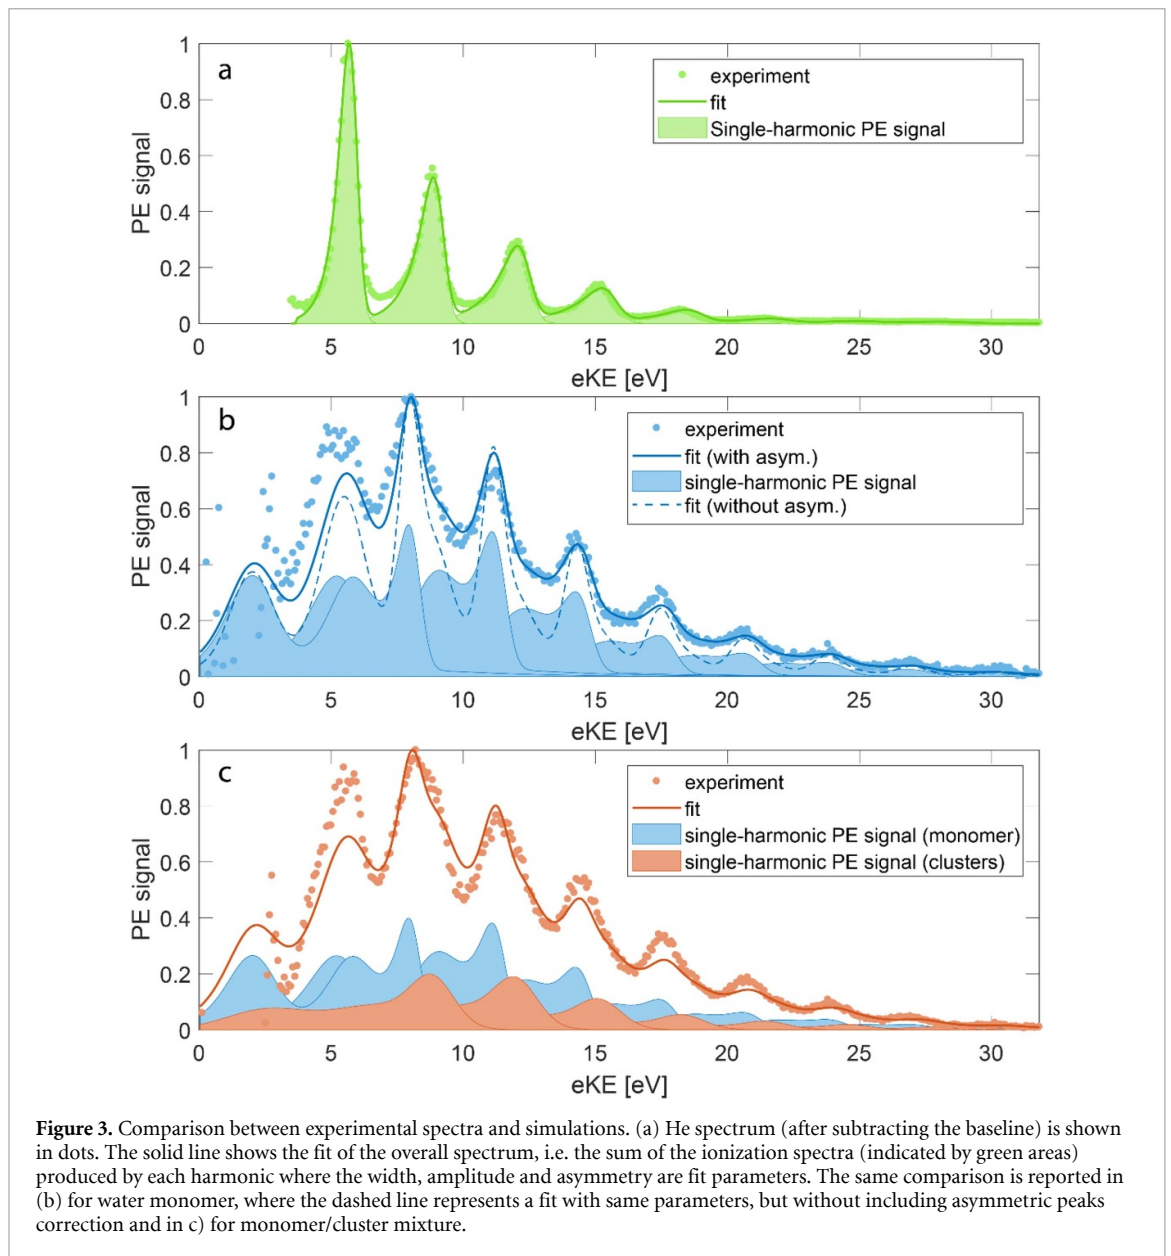 a
1
0.8
0.6
0.4
0.2
0
PE signal
experiment
fit
Single-harmonic PE signal
0 5 10 15 20 25 30
eKE [eV]
b
1
0.8
0.6
0.4
0.2
0
PE signal
experiment
fit (with asym.)
single-harmonic PE signal
fit (without asym.)
0 5 10 15 20 25 30
eKE [eV]
c
1
0.8
0.6
0.4
0.2
0
PE signal
experiment
fit
single-harmonic PE signal (monomer)
single-harmonic PE signal (clusters)
0 5 10 15 20 25 30
eKE [eV]
Figure 3. Comparison between experimental spectra and simulations. (a) He spectrum (after subtracting the baseline) is shown
in dots. The solid line shows the fit of the overall spectrum, i.e. the sum of the ionization spectra (indicated by green areas)
produced by each harmonic where the width, amplitude and asymmetry are fit parameters. The same comparison is reported in
(b) for water monomer, where the dashed line represents a fit with same parameters, but without including asymmetric peaks
correction and in c) for monomer/cluster mixture.